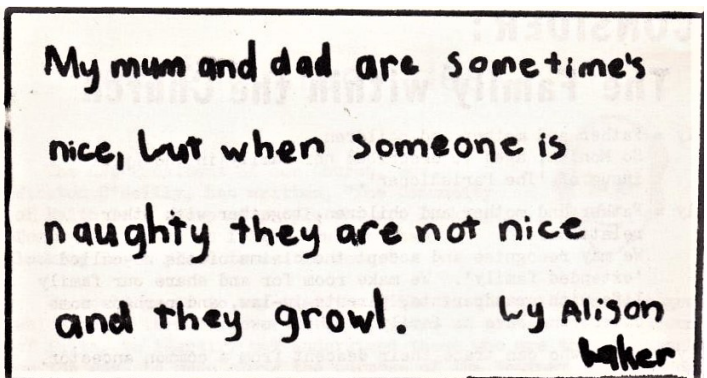 My mum and dad are sometime's
nice, but when someone is
naughty they are not nice
and they growl. by Alison
baker